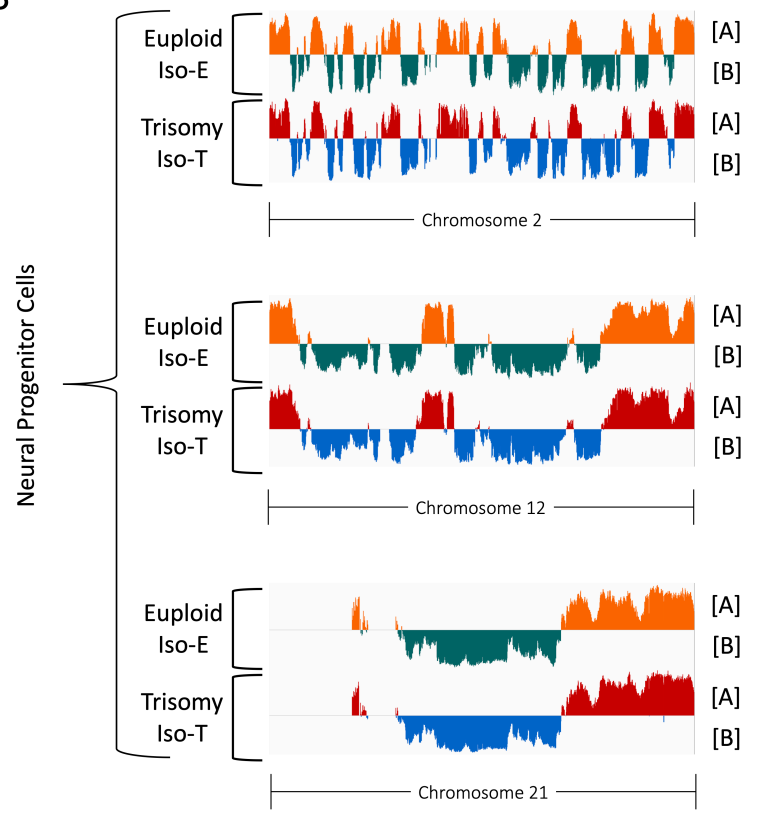 Neural Progenitor Cells
Euploid
Iso-E
[A]
[B]
Trisomy
Iso-T
[A]
[B]
Chromosome 2
Euploid
Iso-E
[A]
[B]
Trisomy
Iso-T
[A]
[B]
Chromosome 12
Euploid
Iso-E
[A]
[B]
Trisomy
Iso-T
[A]
[B]
Chromosome 21